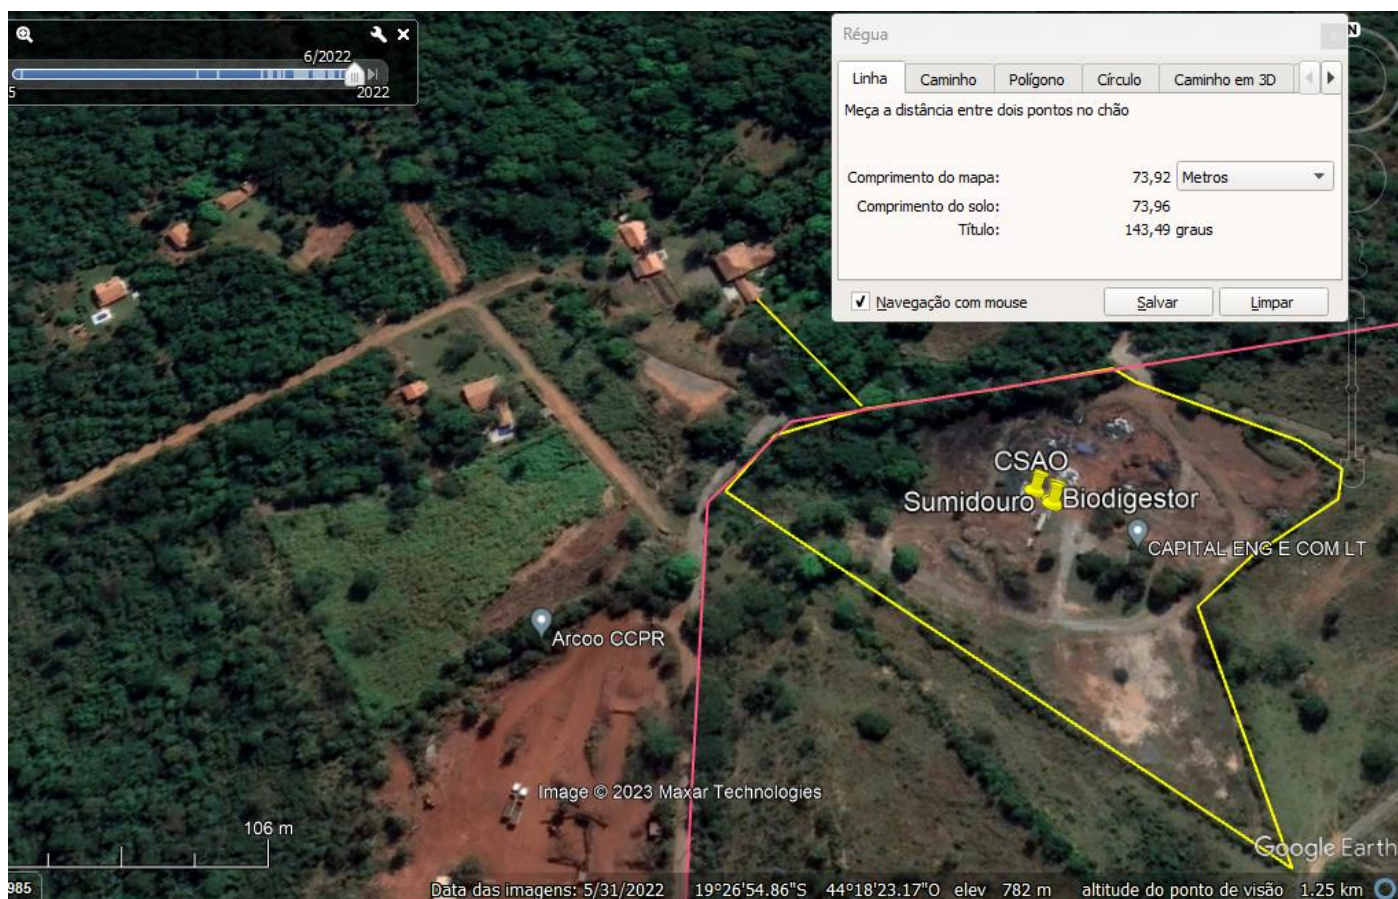 6/2022
5
2022
Régua
N
Linha
Caminho
Polígono
Círculo
Caminho em 3D
Meça a distância entre dois pontos no chão
Comprimento do mapa: 73,92 Metros
Comprimento do solo: 73,96
Título: 143,49 graus
Navegação com mouse
Salvar
Limpar
CSAO
Sumidouro Biodigestor
CAPITAL ENG E COM LT
Arcoo CCPR
Image © 2023 Maxar Technologies
106 m
Google Earth
985
Data das imagens: 5/31/2022 19°26'54.86"S 44°18'23.17"O elev 782 m altitude do ponto de visão 1.25 km